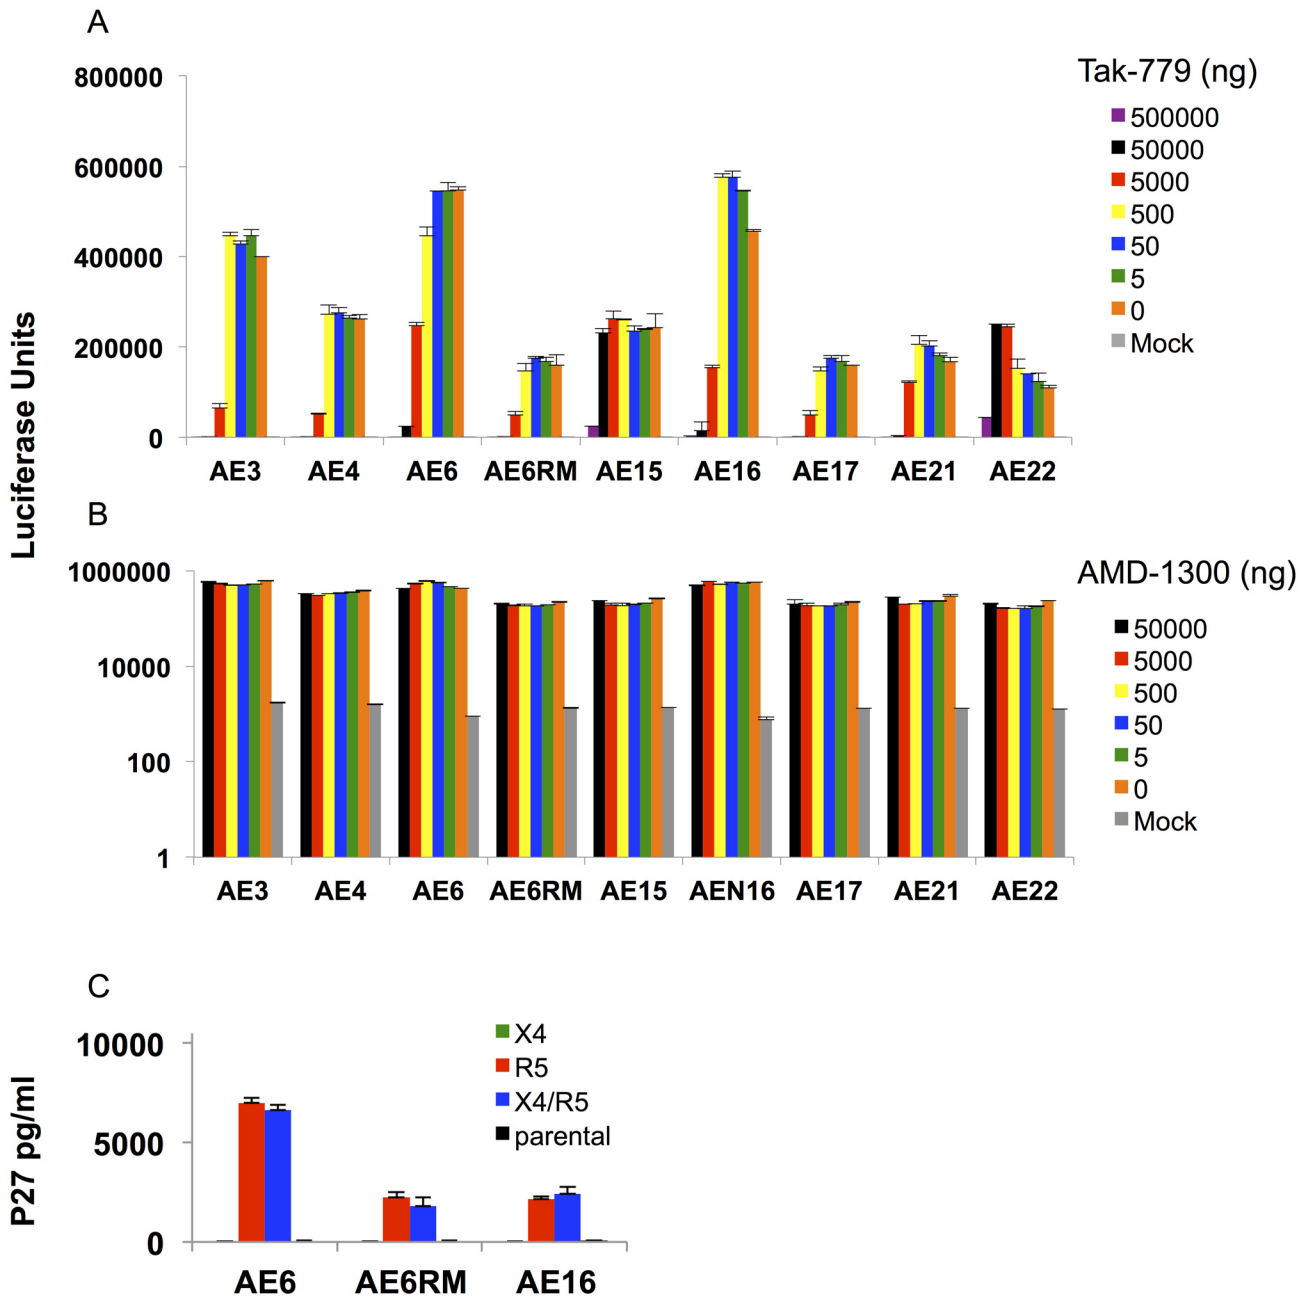 A
Tak-779 (ng)
500000
50000
5000
500
50
5
0
Mock
Luciferase Units
800000
600000
400000
200000
0
AE3 AE4 AE6 AE6RM AE15 AE16 AE17 AE21 AE22
B
AMD-1300 (ng)
50000
5000
500
50
5
0
Mock
1000000
10000
100
1
AE3 AE4 AE6 AE6RM AE15 AEN16 AE17 AE21 AE22
C
X4
R5
X4/R5
parental
P27 pg/ml
10000
5000
0
AE6 AE6RM AE16